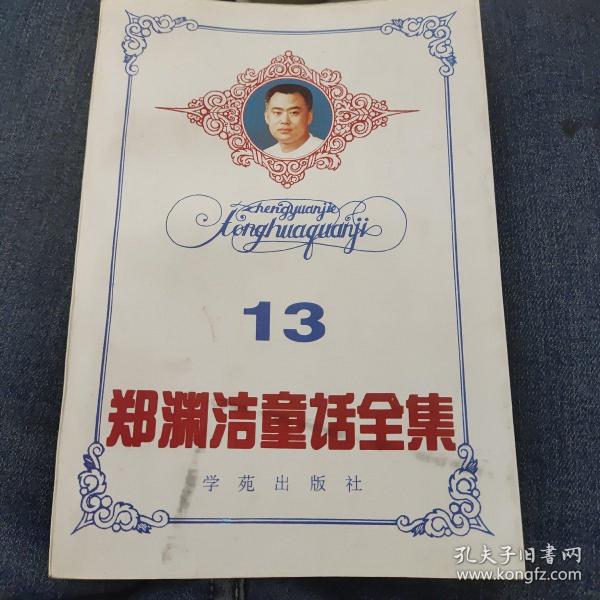 zhengyuanjie
tonghuaquanji
13
郑渊洁童话全集
学苑出版社
孔夫子旧書网
www.kongfz.com